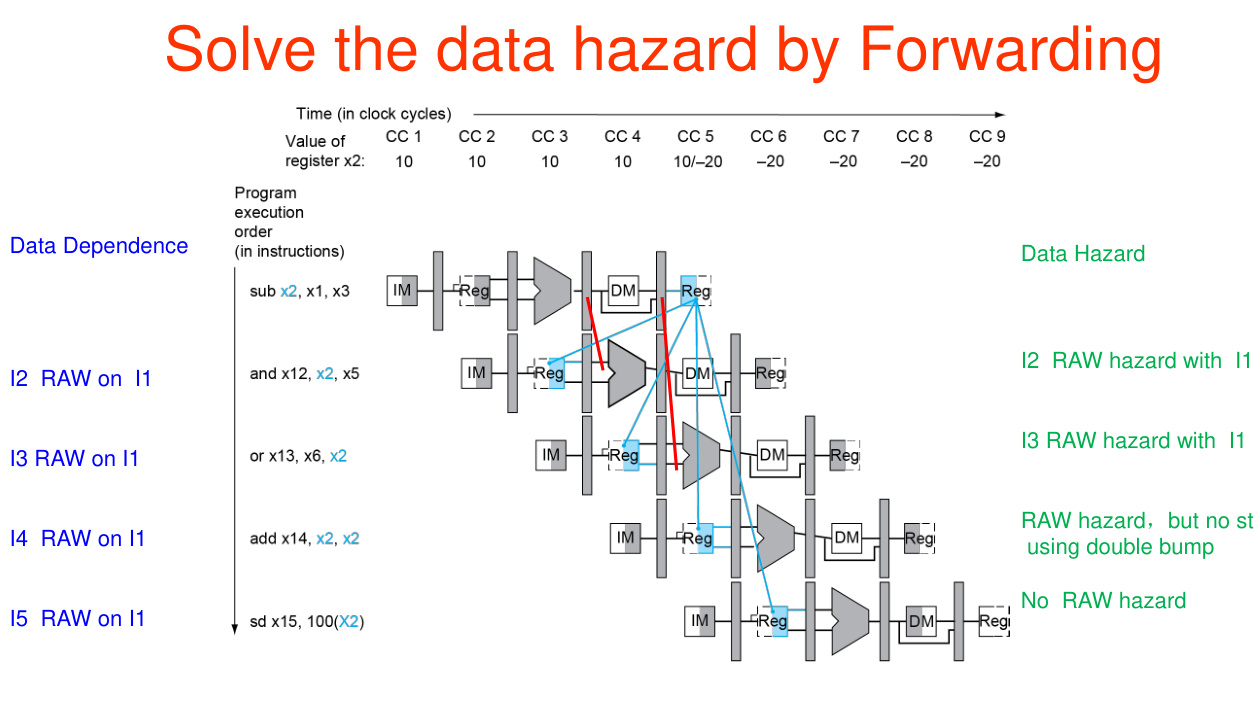 Solve the data hazard by Forwarding
Time (in clock cycles)
Value of
register x2:
CC 1 CC 2 CC 3 CC 4 CC 5 CC 6 CC 7 CC 8 CC 9
10 10 10 10 10/–20 –20 –20 –20 –20
Program
execution
order
(in instructions)
Data Dependence
Data Hazard
sub x2, x1, x3
IM Reg DM Reg
I2 RAW on I1
and x12, x2, x5
IM Reg DM Reg
I2 RAW hazard with I1
I3 RAW on I1
or x13, x6, x2
IM Reg DM Reg
I3 RAW hazard with I1
I4 RAW on I1
add x14, x2, x2
IM Reg DM Reg
RAW hazard，but no st
using double bump
I5 RAW on I1
sd x15, 100(X2)
IM Reg DM Reg
No RAW hazard